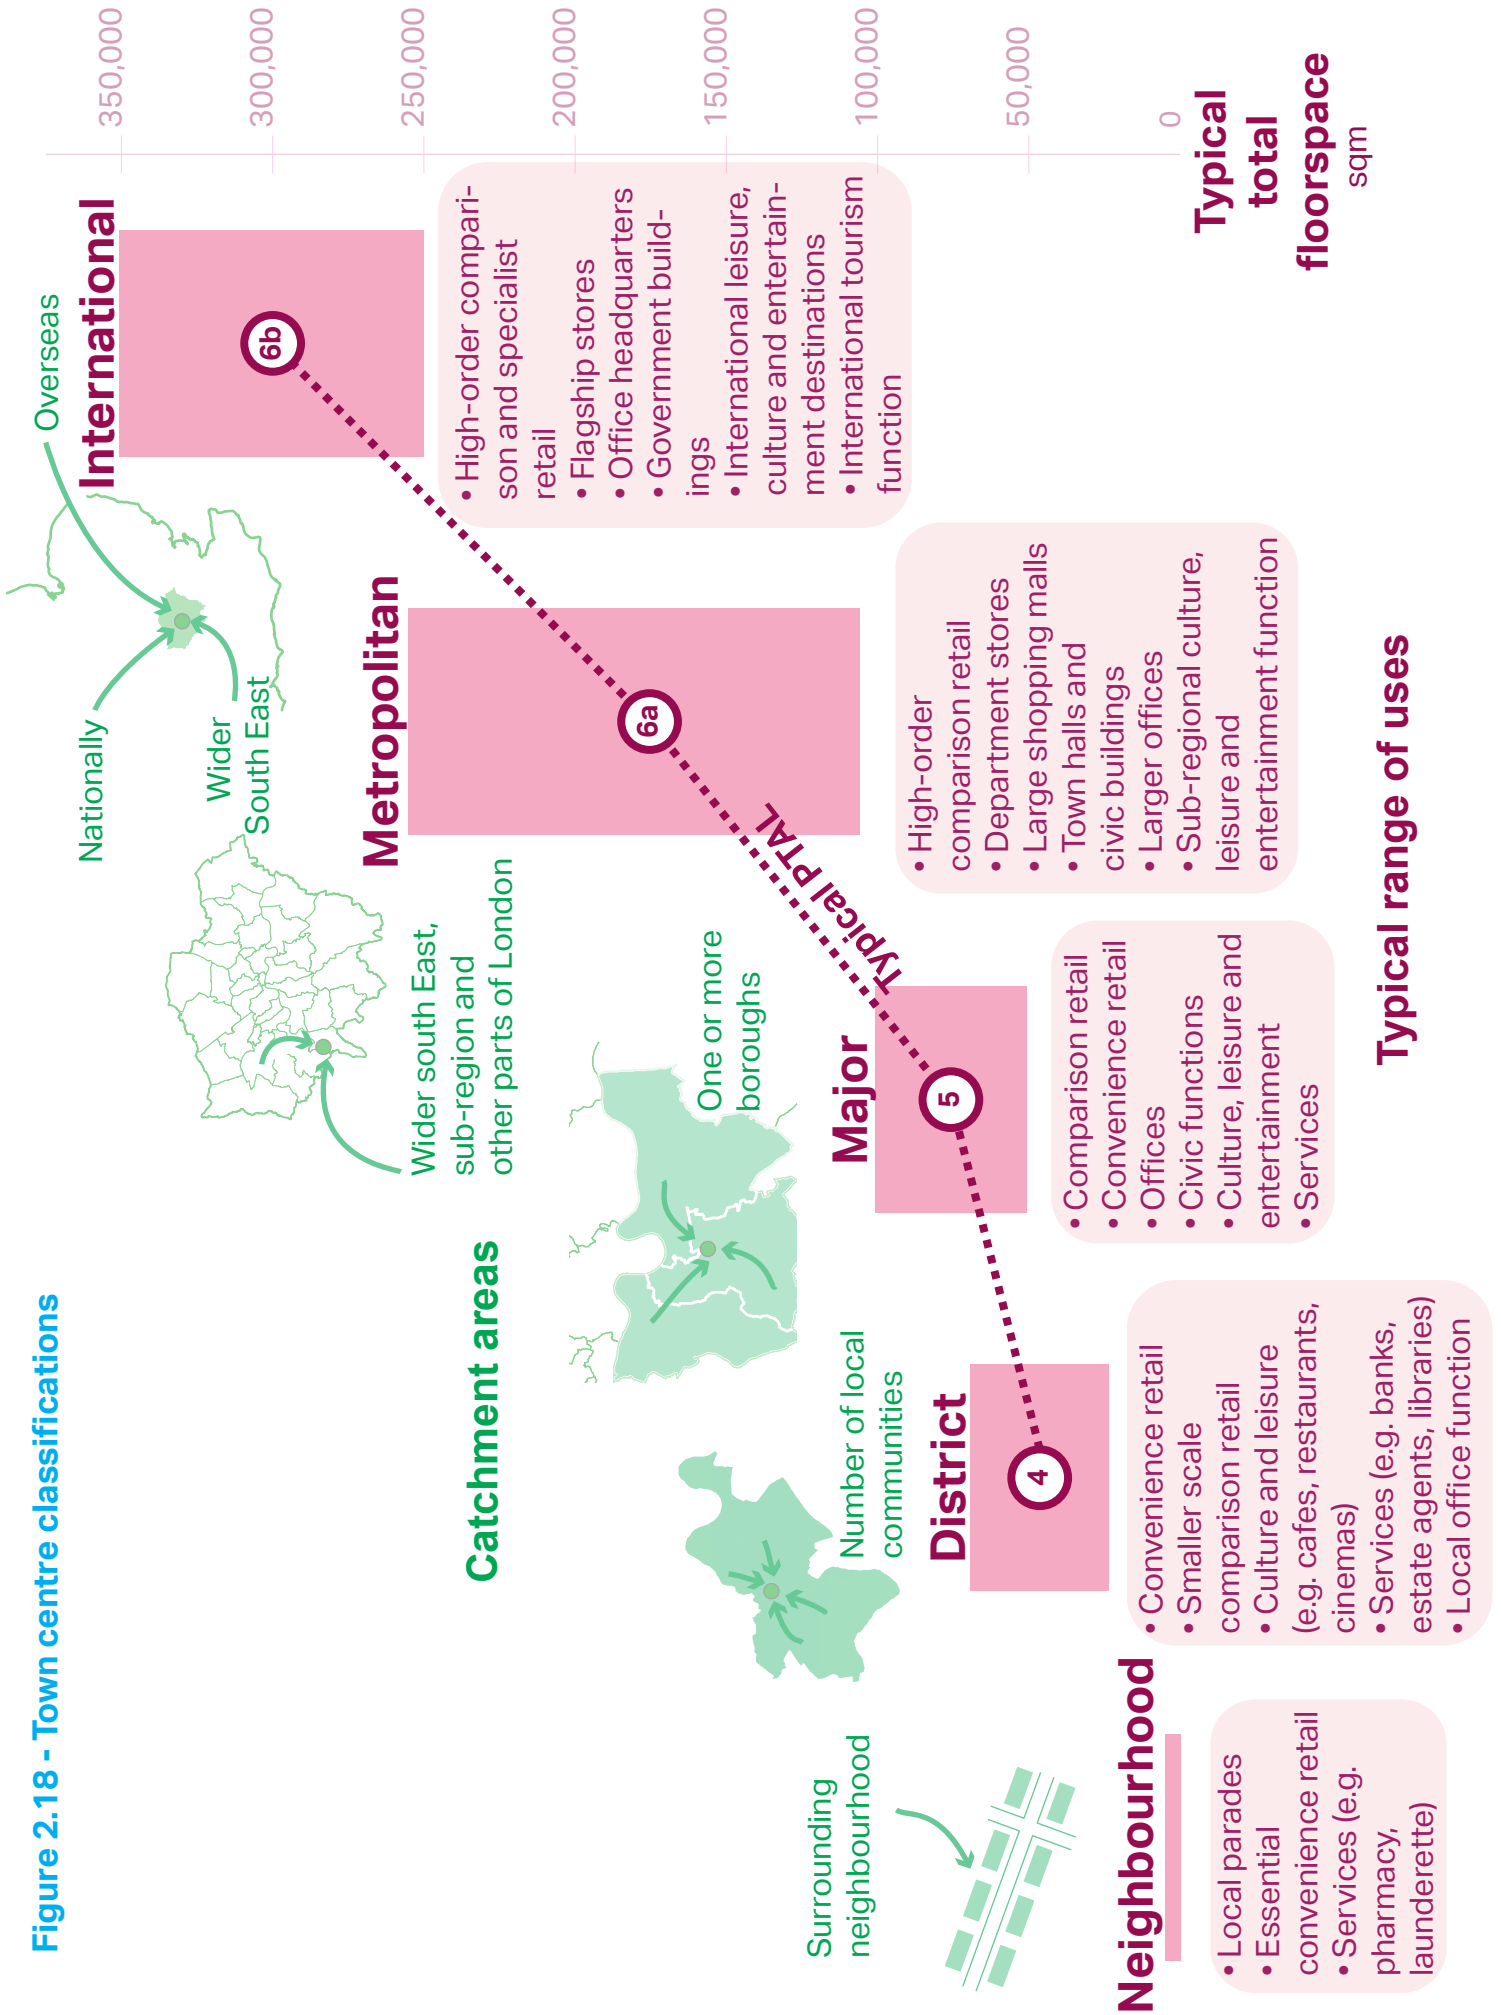 Figure 2.18 - Town centre classifications
Catchment areas
Surrounding
neighbourhood
Number of local
communities
One or more
boroughs
Wider south East,
sub-region and
other parts of London
Nationally
Wider
South East
Overseas
Neighbourhood
• Local parades
• Essential
convenience retail
• Services (e.g.
pharmacy,
launderette)
District
4
• Convenience retail
• Smaller scale
comparison retail
• Culture and leisure
(e.g. cafes, restaurants,
cinemas)
• Services (e.g. banks,
estate agents, libraries)
• Local office function
Major
5
• Comparison retail
• Convenience retail
• Offices
• Civic functions
• Culture, leisure and
entertainment
• Services
Typical PTAL
Metropolitan
6a
• High-order
comparison retail
• Department stores
• Large shopping malls
• Town halls and
civic buildings
• Larger offices
• Sub-regional culture,
leisure and
entertainment function
International
6b
• High-order compari-
son and specialist
retail
• Flagship stores
• Office headquarters
• Government build-
ings
• International leisure,
culture and entertain-
ment destinations
• International tourism
function
350,000
300,000
250,000
200,000
150,000
100,000
50,000
0
Typical
total
floorspace
sqm
Typical range of uses